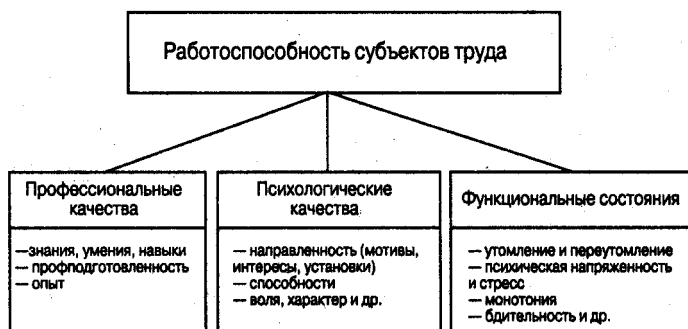 Работоспособность субъектов труда
Профессиональные
качества
—знания, умения, навыки
— профподготовленность
— опыт
Психологические
качества
— направленность (мотивы,
интересы, установки)
— способности
— воля, характер и др.
Функциональные состояния
— утомление и переутомление
— психическая напряженность
и стресс
— монотония
— бдительность и др.